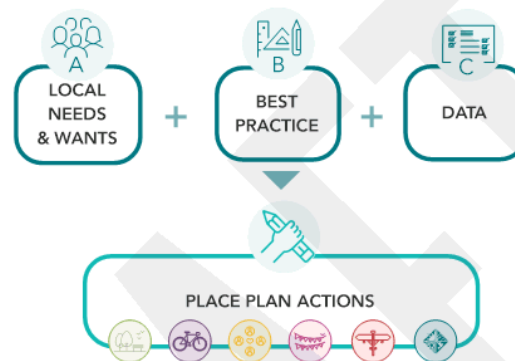 A
LOCAL
NEEDS
& WANTS
+
B
BEST
PRACTICE
+
C
DATA
PLACE PLAN ACTIONS